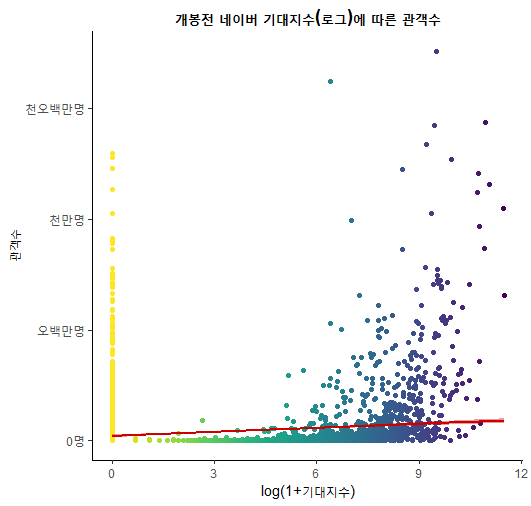 개봉전 네이버 기대지수(로그)에 따른 관객수
천오백만명
천만명
관객수
오백만명
0명
0 3 6 9 12
log(1+기대지수)